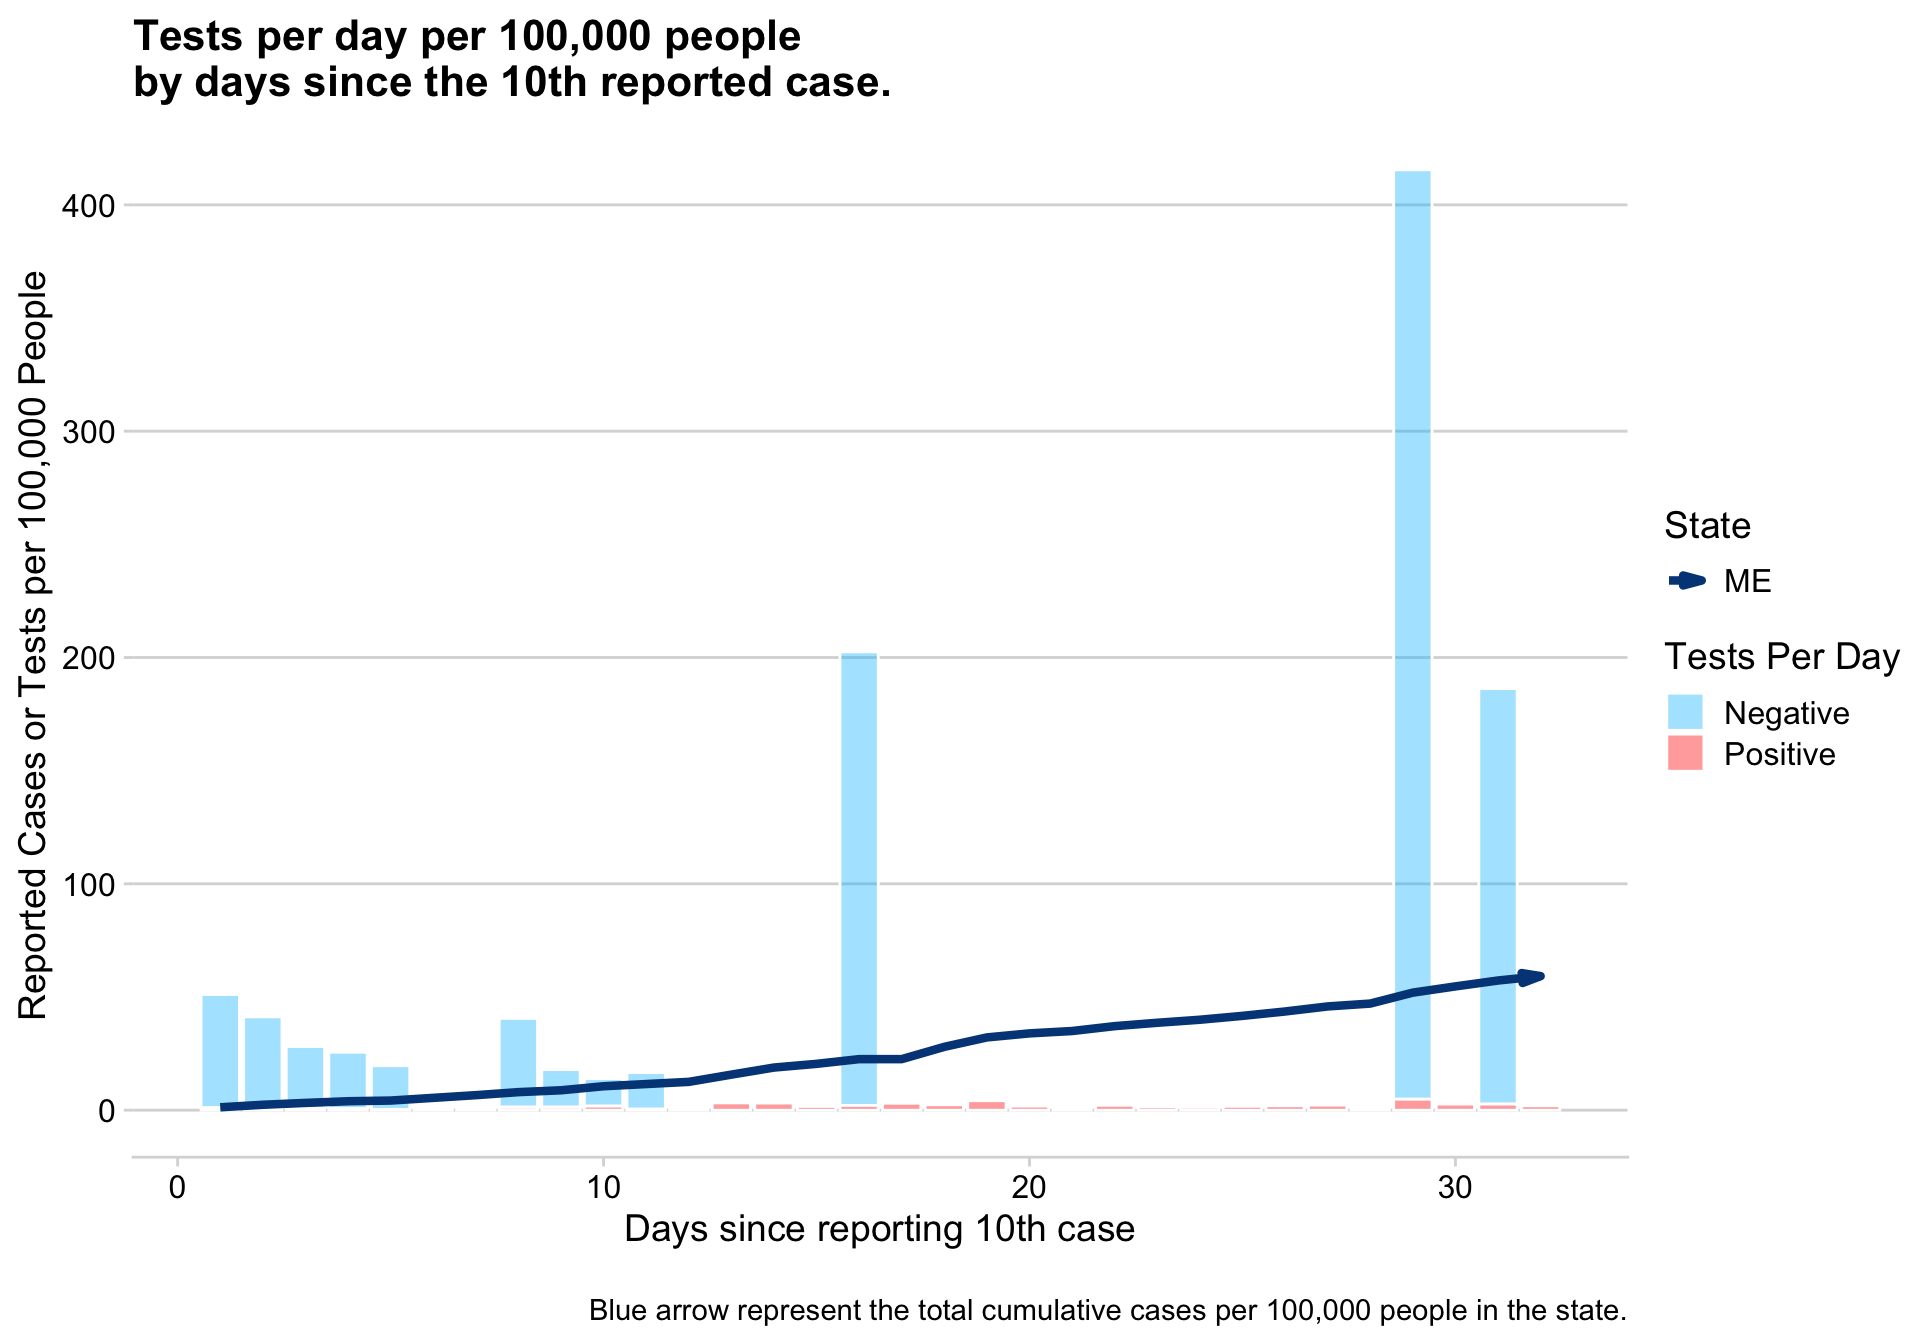 Tests per day per 100,000 people
by days since the 10th reported case.
Reported Cases or Tests per 100,000 People
400
300
200
100
0
0
10
20
30
Days since reporting 10th case
State
ME
Tests Per Day
Negative
Positive
Blue arrow represent the total cumulative cases per 100,000 people in the state.